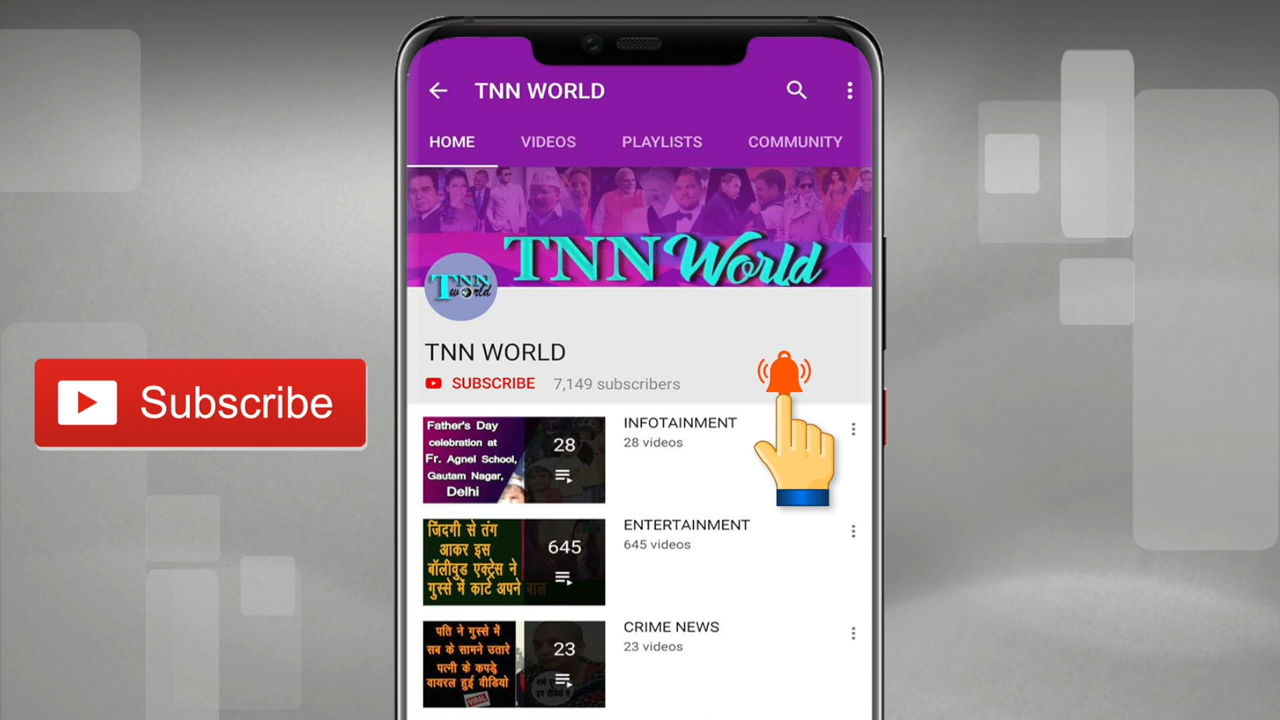 TNN WORLD
HOME VIDEOS PLAYLISTS COMMUNITY
TNN World
TNN
World
TNN WORLD
SUBSCRIBE 7,149 subscribers
Subscribe
Father's Day
celebration at
Fr. Agnel School,
Gautam Nagar,
Delhi
28
INFOTAINMENT
28 videos
जिंदगी से तंग
आकर इस
बॉलीवुड एक्ट्रेस ने
गुस्से में काटे अपने बाल
645
ENTERTAINMENT
645 videos
पति ने गुस्से में
सब के सामने उतारे
पत्नी के कपड़े
वायरल हुई वीडियो
VIRAL
23
CRIME NEWS
23 videos